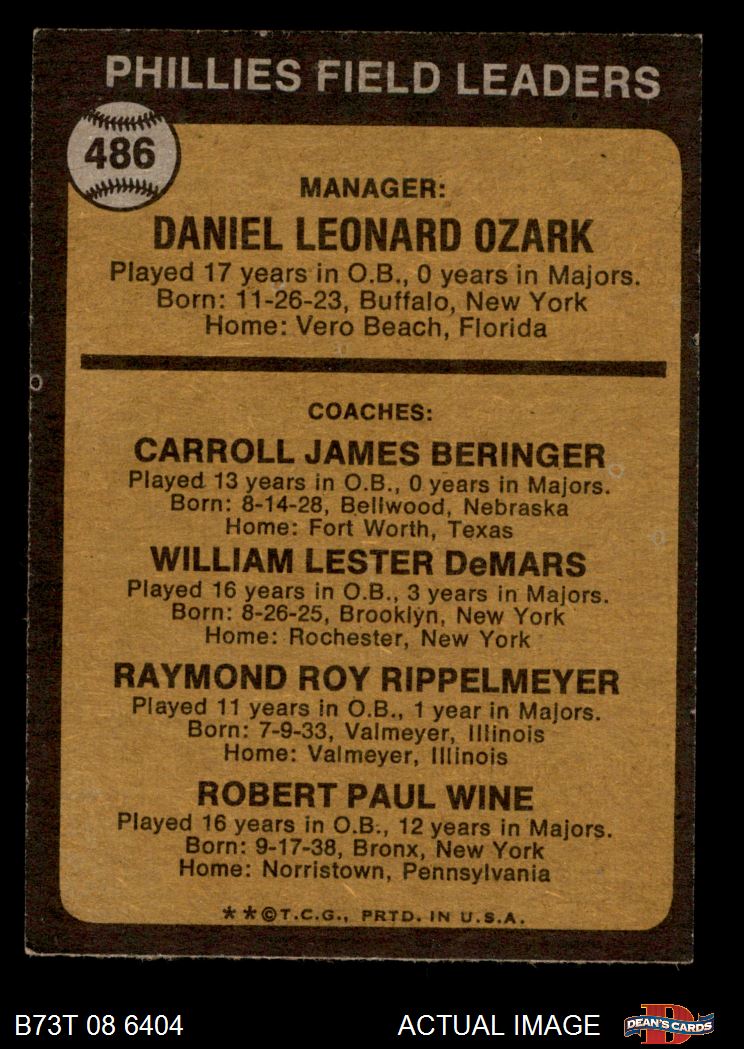 PHILLIES FIELD LEADERS
486
MANAGER:
DANIEL LEONARD OZARK
Played 17 years in O.B., 0 years in Majors.
Born: 11-26-23, Buffalo, New York
Home: Vero Beach, Florida
COACHES:
CARROLL JAMES BERINGER
Played 13 years in O.B., 0 years in Majors.
Born: 8-14-28, Bellwood, Nebraska
Home: Fort Worth, Texas
WILLIAM LESTER DeMARS
Played 16 years in O.B., 3 years in Majors.
Born: 8-26-25, Brooklyn, New York
Home: Rochester, New York
RAYMOND ROY RIPPELMEYER
Played 11 years in O.B., 1 year in Majors.
Born: 7-9-33, Valmeyer, Illinois
Home: Valmeyer, Illinois
ROBERT PAUL WINE
Played 16 years in O.B., 12 years in Majors.
Born: 9-17-38, Bronx, New York
Home: Norristown, Pennsylvania
**©T.C.G., PRTD. IN U.S.A.
B73T 08 6404 ACTUAL IMAGE D DEAN'S CARDS